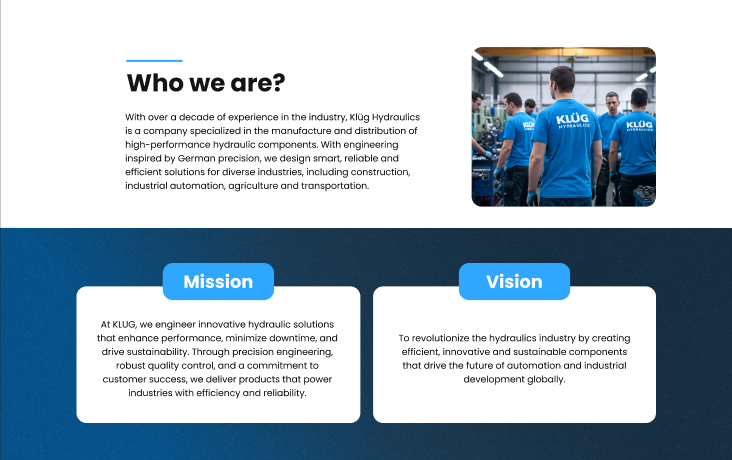 Who we are?
With over a decade of experience in the industry, Klüg Hydraulics
is a company specialized in the manufacture and distribution of
high-performance hydraulic components. With engineering
inspired by German precision, we design smart, reliable and
efficient solutions for diverse industries, including construction,
industrial automation, agriculture and transportation.
KLÜG
HYDRAULICS
KLÜG
HYDRAULICS
KLÜG
HYDRAULICS
Mission
At KLUG, we engineer innovative hydraulic solutions
that enhance performance, minimize downtime, and
drive sustainability. Through precision engineering,
robust quality control, and a commitment to
customer success, we deliver products that power
industries with efficiency and reliability.
Vision
To revolutionize the hydraulics industry by creating
efficient, innovative and sustainable components
that drive the future of automation and industrial
development globally.